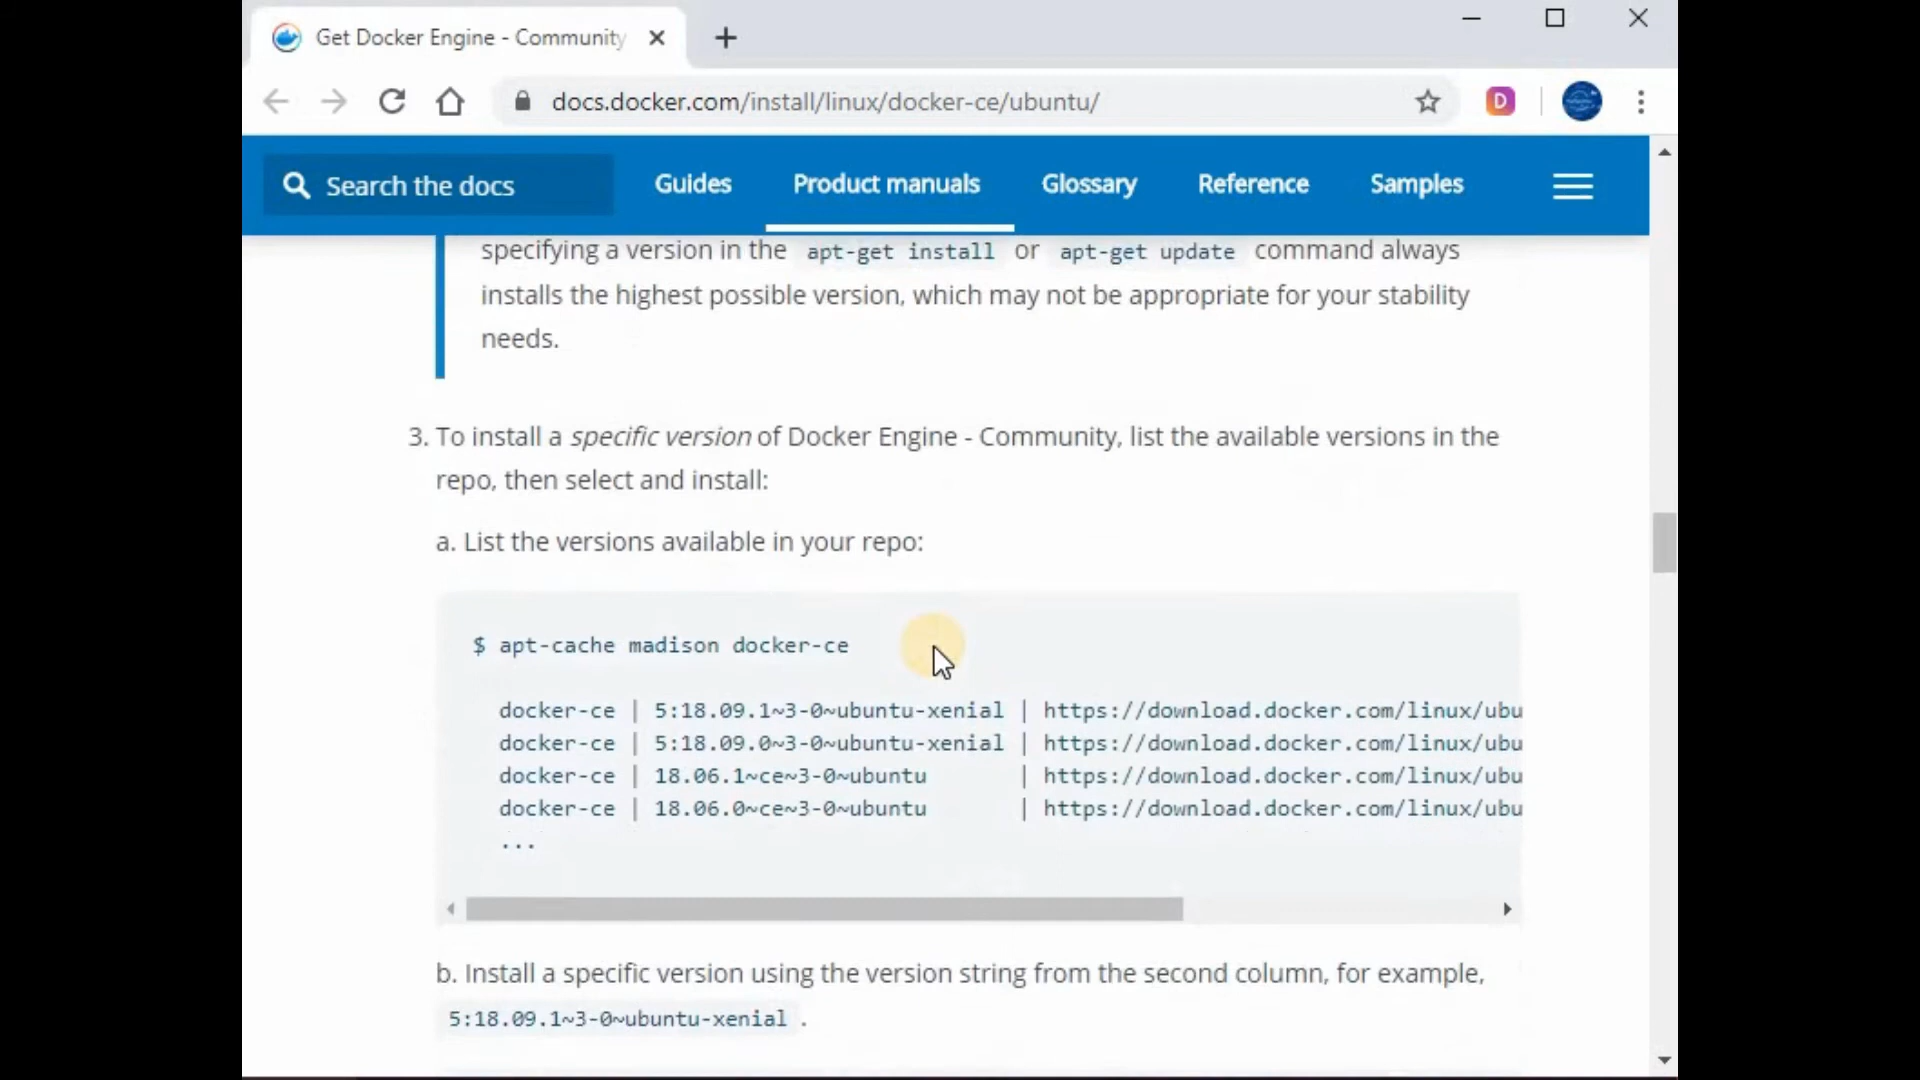 Get Docker Engine - Community
docs.docker.com/install/linux/docker-ce/ubuntu/
D
Search the docs
Guides
Product manuals
Glossary
Reference
Samples
specifying a version in the apt-get install or apt-get update command always
installs the highest possible version, which may not be appropriate for your stability
needs.
3. To install a specific version of Docker Engine - Community, list the available versions in the
repo, then select and install:
a. List the versions available in your repo:
$ apt-cache madison docker-ce
docker-ce | 5:18.09.1~3-0~ubuntu-xenial | https://download.docker.com/linux/ubu
docker-ce | 5:18.09.0~3-0~ubuntu-xenial | https://download.docker.com/linux/ubu
docker-ce | 18.06.1~ce~3-0~ubuntu | https://download.docker.com/linux/ubu
docker-ce | 18.06.0~ce~3-0~ubuntu | https://download.docker.com/linux/ubu
...
b. Install a specific version using the version string from the second column, for example,
5:18.09.1~3-0~ubuntu-xenial .